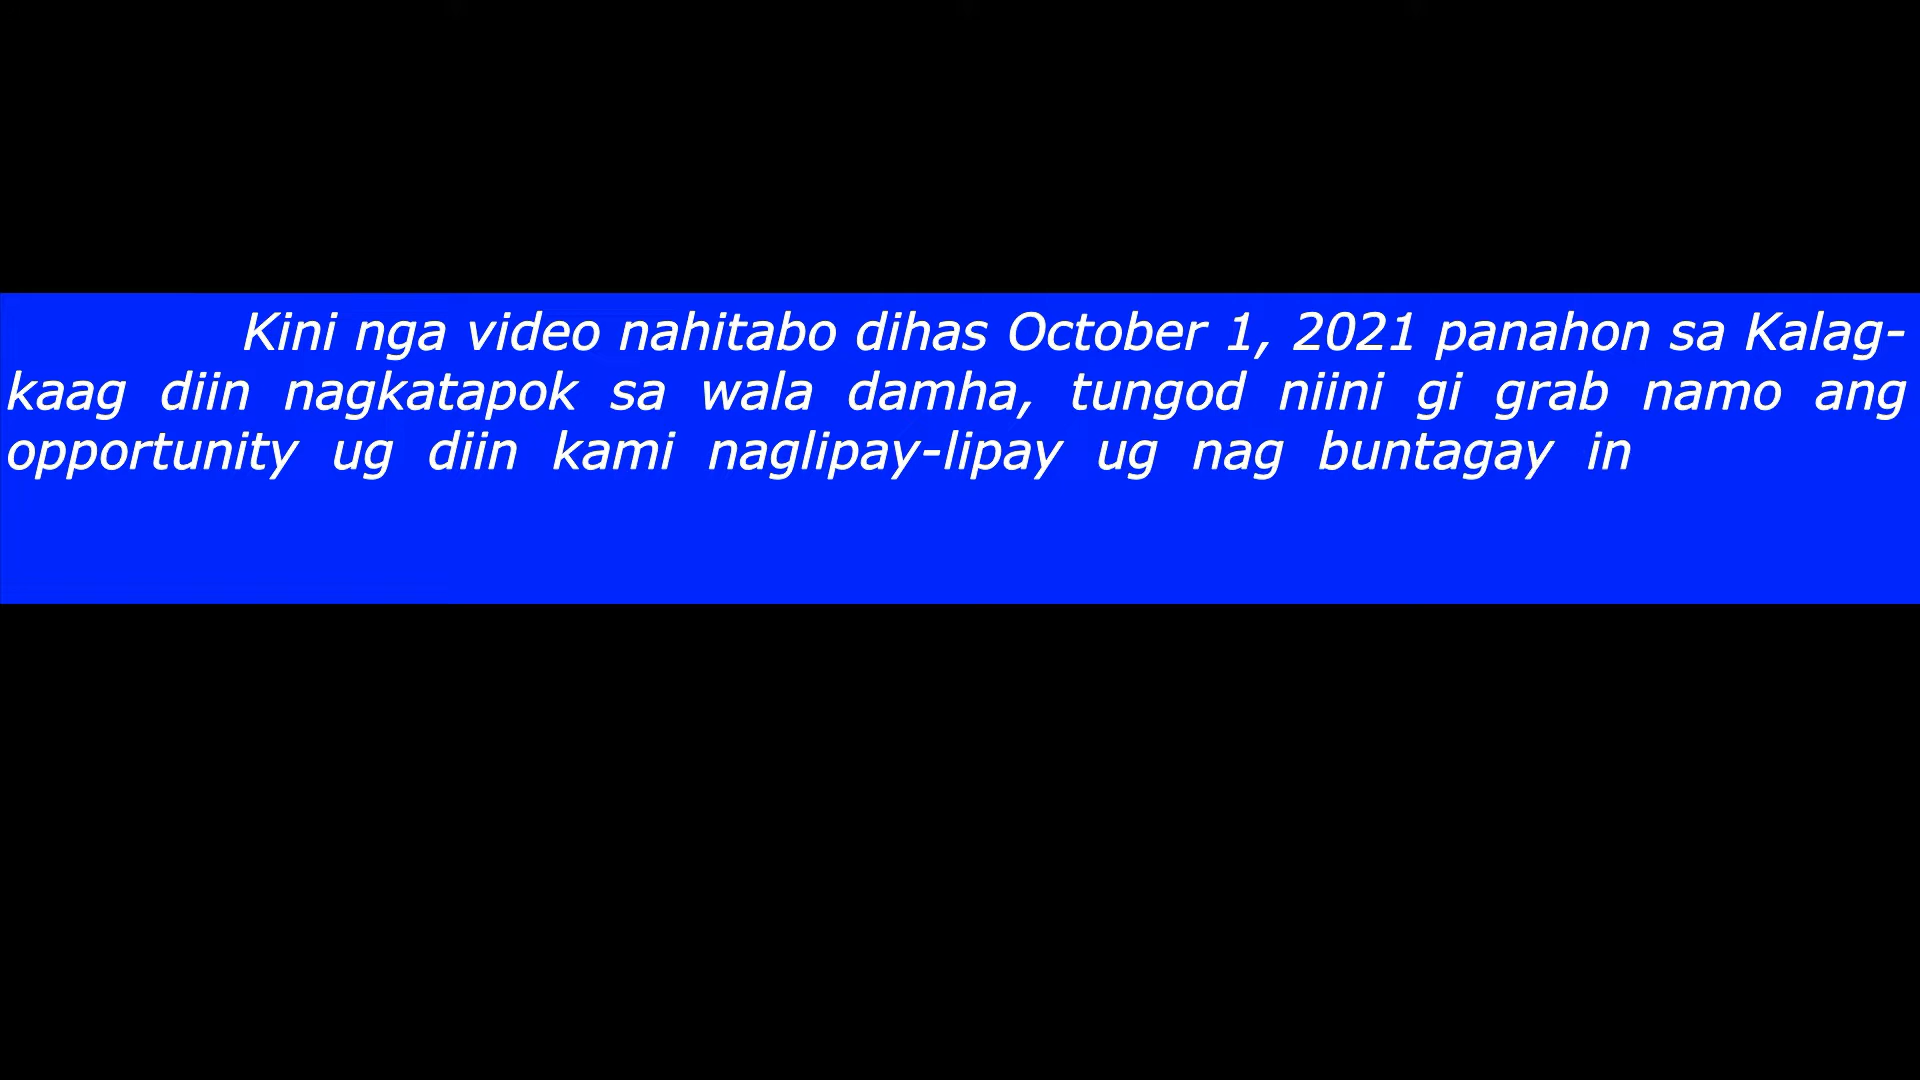 Kini nga video nahitabo dihas October 1, 2021 panahon sa Kalag-
kaag diin nagkatapok sa wala damha, tungod niini gi grab namo ang
opportunity ug diin kami naglipay-lipay ug nag buntagay in